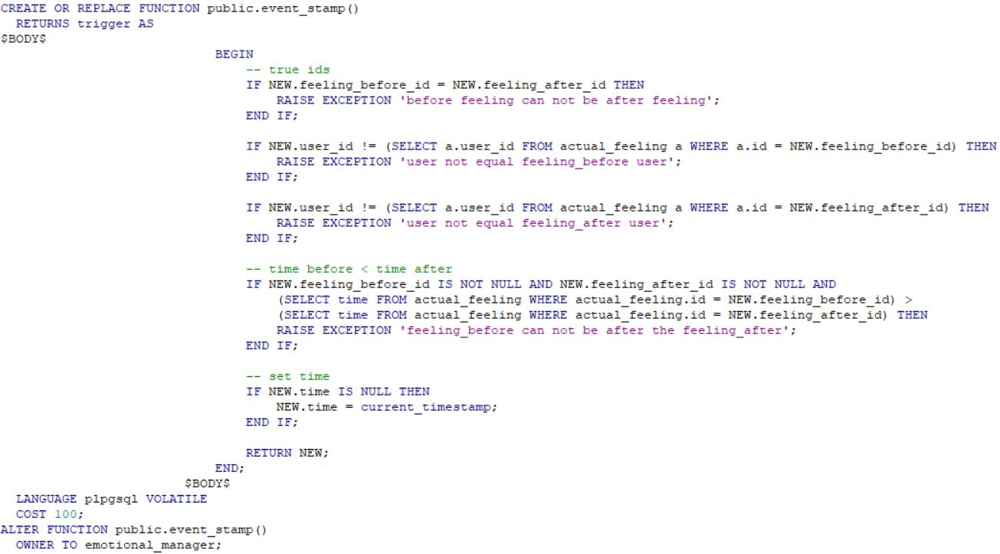 CREATE OR REPLACE FUNCTION public.event_stamp()
RETURNS trigger AS
$BODY$
BEGIN
-- true ids
IF NEW.feeling_before_id = NEW.feeling_after_id THEN
RAISE EXCEPTION 'before feeling can not be after feeling';
END IF;
IF NEW.user_id != (SELECT a.user_id FROM actual_feeling a WHERE a.id = NEW.feeling_before_id) THEN
RAISE EXCEPTION 'user not equal feeling_before user';
END IF;
IF NEW.user_id != (SELECT a.user_id FROM actual_feeling a WHERE a.id = NEW.feeling_after_id) THEN
RAISE EXCEPTION 'user not equal feeling_after user';
END IF;
-- time before < time after
IF NEW.feeling_before_id IS NOT NULL AND NEW.feeling_after_id IS NOT NULL AND
(SELECT time FROM actual_feeling WHERE actual_feeling.id = NEW.feeling_before_id) >
(SELECT time FROM actual_feeling WHERE actual_feeling.id = NEW.feeling_after_id) THEN
RAISE EXCEPTION 'feeling_before can not be after the feeling_after';
END IF;
-- set time
IF NEW.time IS NULL THEN
NEW.time = current_timestamp;
END IF;
RETURN NEW;
END;
$BODY$
LANGUAGE plpgsql VOLATILE
COST 100;
ALTER FUNCTION public.event_stamp()
OWNER TO emotional_manager;